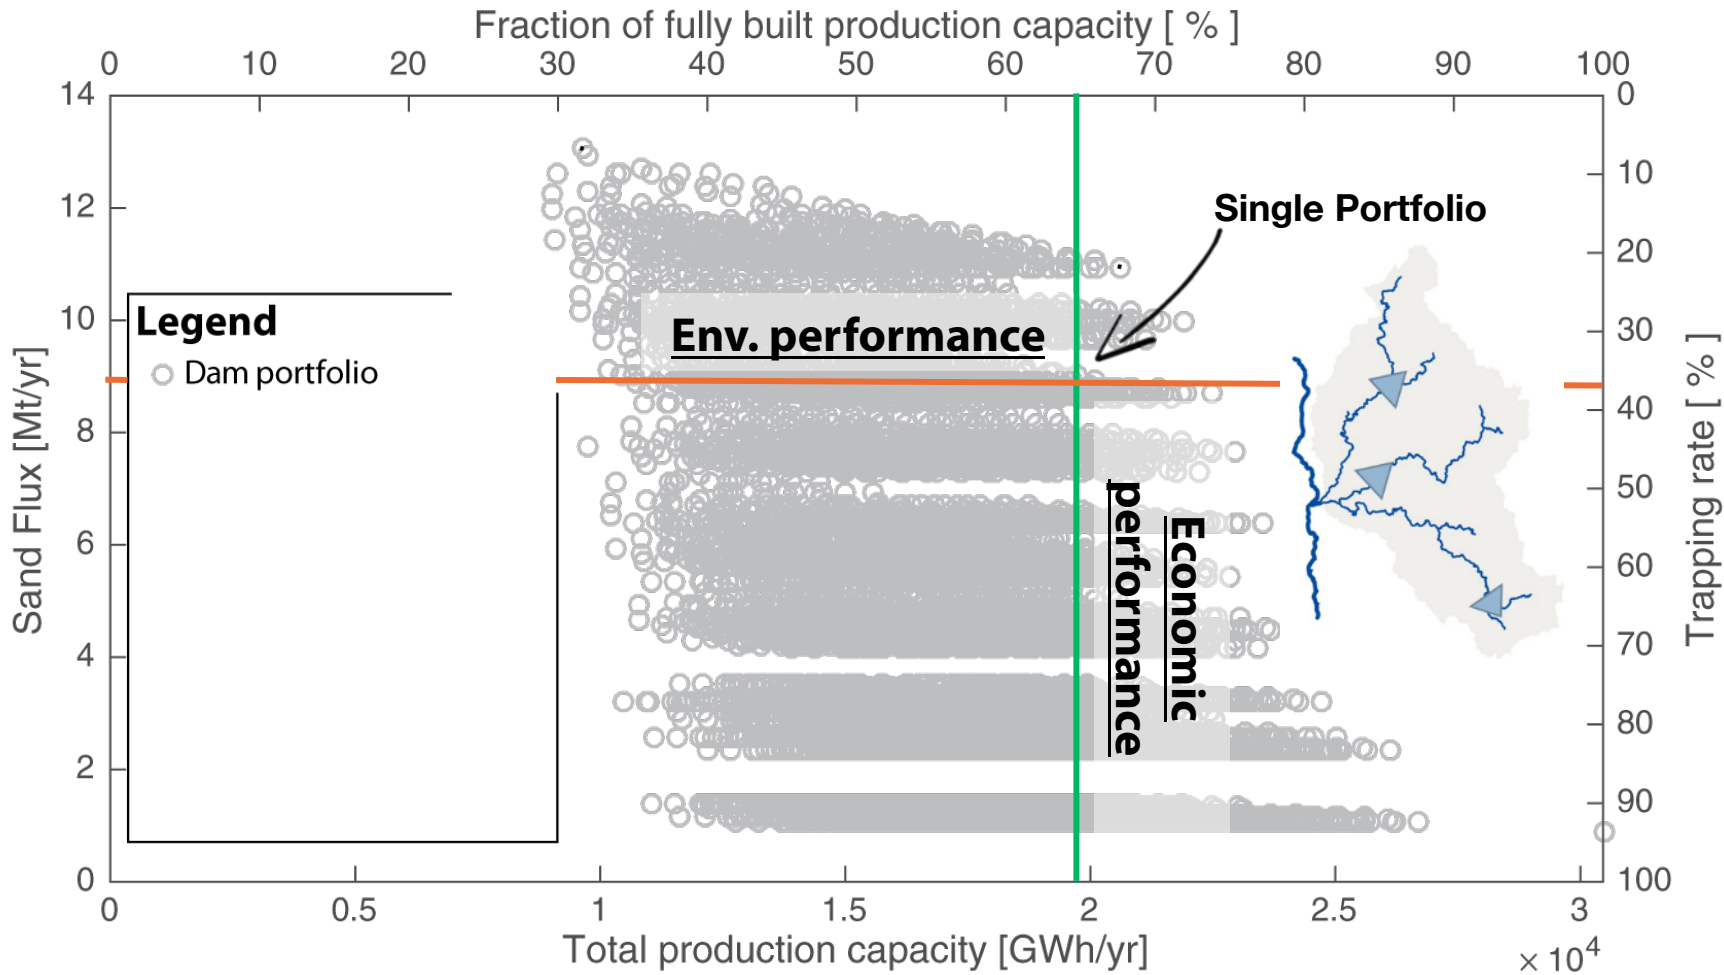 Fraction of fully built production capacity [ % ]
0 10 20 30 40 50 60 70 80 90 100
14 0
12 10
Single Portfolio
20
10 30
Legend
Env. performance
Dam portfolio
Sand Flux [Mt/yr]
Trapping rate [ % ]
8 40
50
Economic
performance
6 60
4 70
80
2 90
0 100
0 0.5 1 1.5 2 2.5 3
Total production capacity [GWh/yr]
× 10⁴